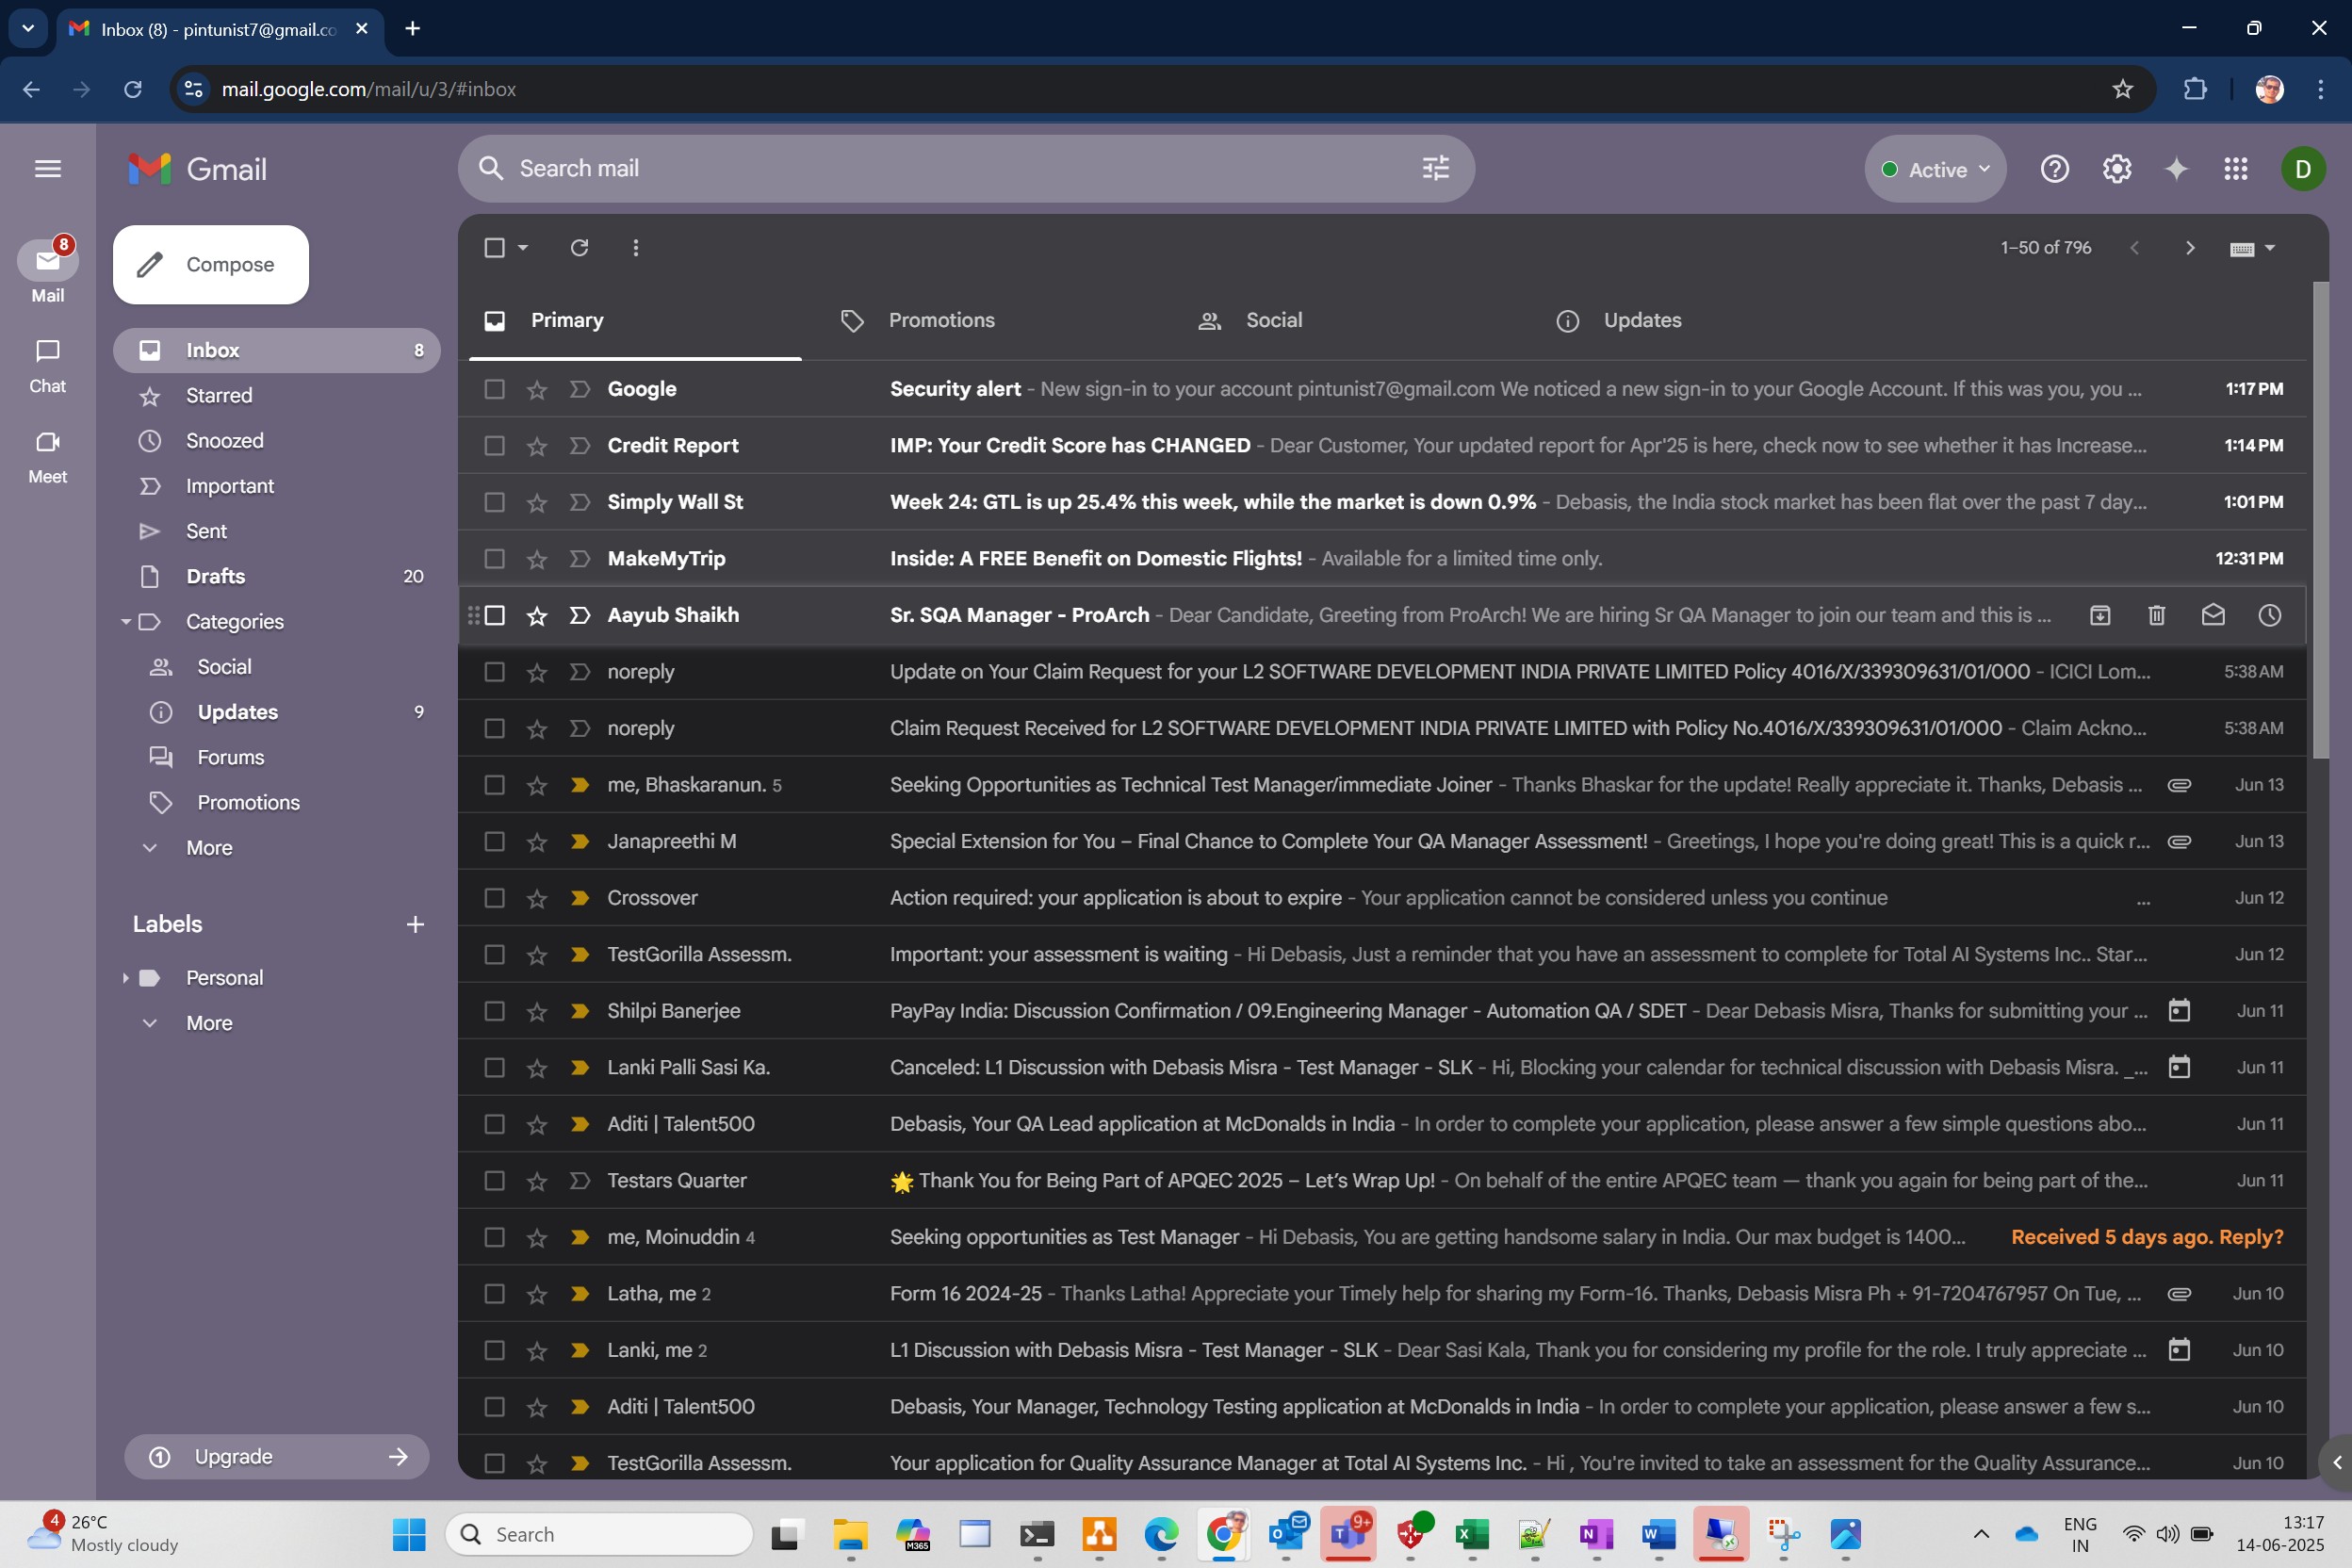 Inbox (8) - pintunist7@gmail.co
mail.google.com/mail/u/3/#inbox
Gmail
Search mail
Active
D
8
Mail
Chat
Meet
Compose
Inbox 8
Starred
Snoozed
Important
Sent
Drafts 20
Categories
Social
Updates 9
Forums
Promotions
More
Labels
Personal
More
Upgrade
1–50 of 796
Primary Promotions Social Updates
Google Security alert - New sign-in to your account pintunist7@gmail.com We noticed a new sign-in to your Google Account. If this was you, you ... 1:17 PM
Credit Report IMP: Your Credit Score has CHANGED - Dear Customer, Your updated report for Apr'25 is here, check now to see whether it has Increase... 1:14 PM
Simply Wall St Week 24: GTL is up 25.4% this week, while the market is down 0.9% - Debasis, the India stock market has been flat over the past 7 day... 1:01 PM
MakeMyTrip Inside: A FREE Benefit on Domestic Flights! - Available for a limited time only. 12:31 PM
Aayub Shaikh Sr. SQA Manager - ProArch - Dear Candidate, Greeting from ProArch! We are hiring Sr QA Manager to join our team and this is ...
noreply Update on Your Claim Request for your L2 SOFTWARE DEVELOPMENT INDIA PRIVATE LIMITED Policy 4016/X/339309631/01/000 - ICICI Lom... 5:38 AM
noreply Claim Request Received for L2 SOFTWARE DEVELOPMENT INDIA PRIVATE LIMITED with Policy No.4016/X/339309631/01/000 - Claim Ackno... 5:38 AM
me, Bhaskaranun. 5 Seeking Opportunities as Technical Test Manager/immediate Joiner - Thanks Bhaskar for the update! Really appreciate it. Thanks, Debasis ... Jun 13
Janapreethi M Special Extension for You – Final Chance to Complete Your QA Manager Assessment! - Greetings, I hope you're doing great! This is a quick r... Jun 13
Crossover Action required: your application is about to expire - Your application cannot be considered unless you continue ... Jun 12
TestGorilla Assessm. Important: your assessment is waiting - Hi Debasis, Just a reminder that you have an assessment to complete for Total AI Systems Inc.. Star... Jun 12
Shilpi Banerjee PayPay India: Discussion Confirmation / 09.Engineering Manager - Automation QA / SDET - Dear Debasis Misra, Thanks for submitting your ... Jun 11
Lanki Palli Sasi Ka. Canceled: L1 Discussion with Debasis Misra - Test Manager - SLK - Hi, Blocking your calendar for technical discussion with Debasis Misra. _... Jun 11
Aditi | Talent500 Debasis, Your QA Lead application at McDonalds in India - In order to complete your application, please answer a few simple questions abo... Jun 11
Testars Quarter 🌟 Thank You for Being Part of APQEC 2025 – Let’s Wrap Up! - On behalf of the entire APQEC team — thank you again for being part of the... Jun 11
me, Moinuddin 4 Seeking opportunities as Test Manager - Hi Debasis, You are getting handsome salary in India. Our max budget is 1400... Received 5 days ago. Reply?
Latha, me 2 Form 16 2024-25 - Thanks Latha! Appreciate your Timely help for sharing my Form-16. Thanks, Debasis Misra Ph + 91-7204767957 On Tue, ... Jun 10
Lanki, me 2 L1 Discussion with Debasis Misra - Test Manager - SLK - Dear Sasi Kala, Thank you for considering my profile for the role. I truly appreciate ... Jun 10
Aditi | Talent500 Debasis, Your Manager, Technology Testing application at McDonalds in India - In order to complete your application, please answer a few s... Jun 10
TestGorilla Assessm. Your application for Quality Assurance Manager at Total AI Systems Inc. - Hi , You're invited to take an assessment for the Quality Assurance... Jun 10
4
26°C
Mostly cloudy
Search
M365
9+
ENG
IN
13:17
14-06-2025